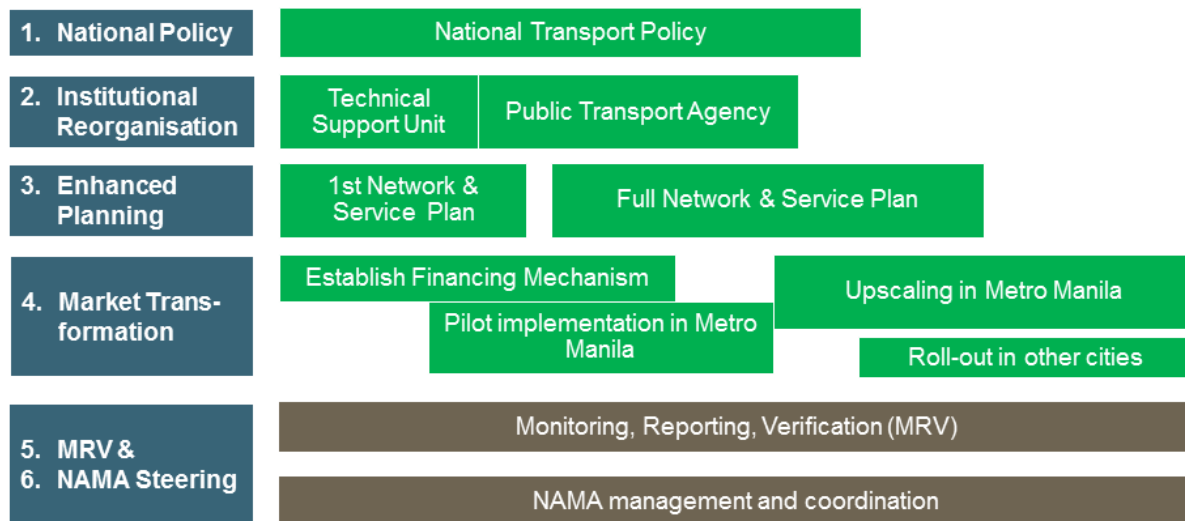 1. National Policy
National Transport Policy
2. Institutional
Reorganisation
Technical
Support Unit
Public Transport Agency
3. Enhanced
Planning
1st Network &
Service Plan
Full Network & Service Plan
4. Market Trans-
formation
Establish Financing Mechanism
Pilot implementation in Metro
Manila
Upscaling in Metro Manila
Roll-out in other cities
5. MRV &
6. NAMA Steering
Monitoring, Reporting, Verification (MRV)
NAMA management and coordination